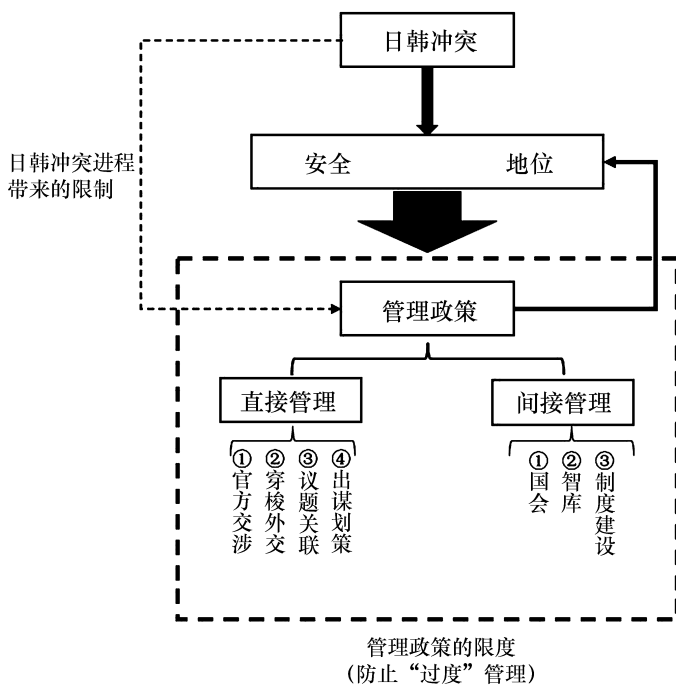 日韩冲突
日韩冲突进程
带来的限制
安全 地位
管理政策
直接管理
间接管理
①官方交涉
②穿梭外交
③议题关联
④出谋划策
①国会
②智库
③制度建设
管理政策的限度
(防止“过度”管理)